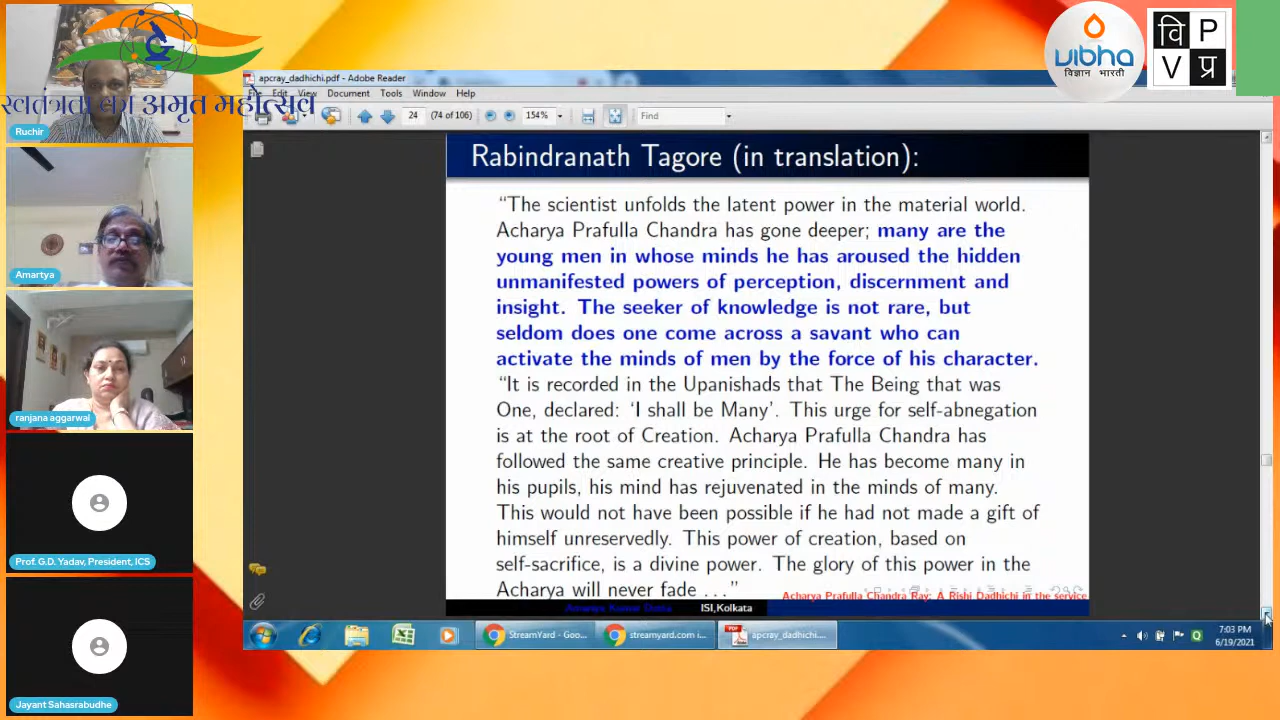 स्वतंत्रता का अमृत महोत्सव
Ruchir
Amartya
ranjana aggarwal
Prof. G.D. Yadav, President, ICS
Jayant Sahasrabudhe
vibha
विज्ञान भारती
वि P
V प्र
apcray_dadhichi.pdf - Adobe Reader
Edit View Document Tools Window Help
24 (74 of 106) 154% Find
Rabindranath Tagore (in translation):
“The scientist unfolds the latent power in the material world.
Acharya Prafulla Chandra has gone deeper; many are the
young men in whose minds he has aroused the hidden
unmanifested powers of perception, discernment and
insight. The seeker of knowledge is not rare, but
seldom does one come across a savant who can
activate the minds of men by the force of his character.
“It is recorded in the Upanishads that The Being that was
One, declared: ‘I shall be Many’. This urge for self-abnegation
is at the root of Creation. Acharya Prafulla Chandra has
followed the same creative principle. He has become many in
his pupils, his mind has rejuvenated in the minds of many.
This would not have been possible if he had not made a gift of
himself unreservedly. This power of creation, based on
self-sacrifice, is a divine power. The glory of this power in the
Acharya will never fade . . .”
Acharya Prafulla Chandra Ray: A Rishi Dadhichi in the service
Amartya Kumar Dutta ISI,Kolkata
StreamYard - Goo... streamyard.com i... apcray_dadhichi....
7:03 PM
6/19/2021